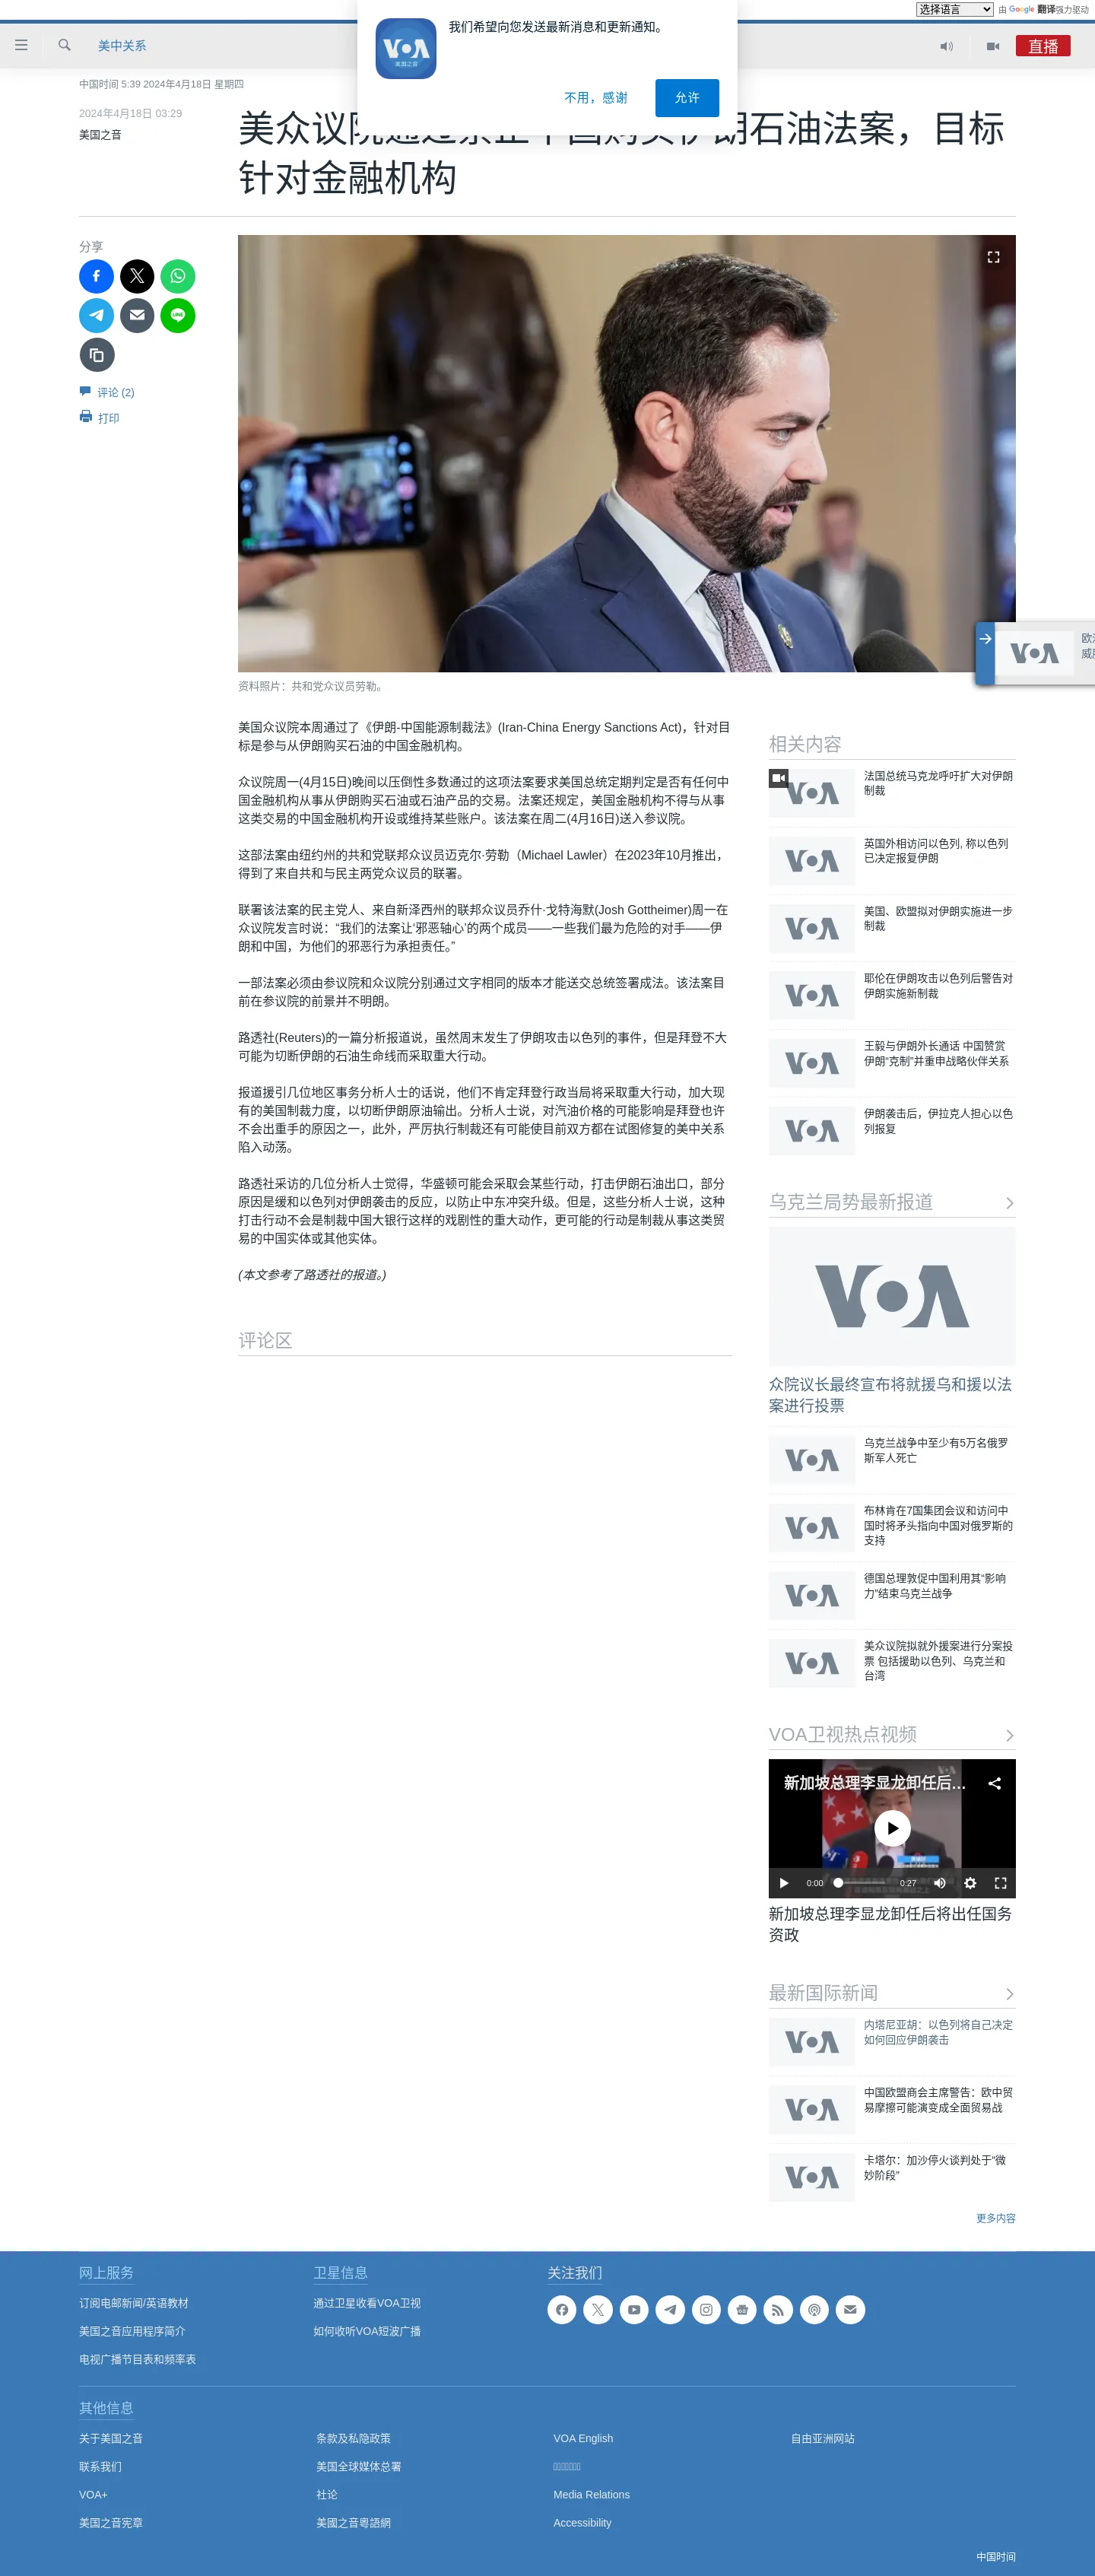 选择语言
由 Google 翻译强力驱动
美中关系
直播
VOA
美国之音
我们希望向您发送最新消息和更新通知。
不用，感谢
允许
中国时间 5:39 2024年4月18日 星期四
2024年4月18日 03:29
美国之音
美众议院通过禁止中国购买伊朗石油法案，目标
针对金融机构
分享
评论 (2)
打印
资料照片：共和党众议员劳勒。
美国众议院本周通过了《伊朗-中国能源制裁法》(Iran-China Energy Sanctions Act)，针对目
标是参与从伊朗购买石油的中国金融机构。
众议院周一(4月15日)晚间以压倒性多数通过的这项法案要求美国总统定期判定是否有任何中
国金融机构从事从伊朗购买石油或石油产品的交易。法案还规定，美国金融机构不得与从事
这类交易的中国金融机构开设或维持某些账户。该法案在周二(4月16日)送入参议院。
这部法案由纽约州的共和党联邦众议员迈克尔·劳勒（Michael Lawler）在2023年10月推出，
得到了来自共和与民主两党众议员的联署。
联署该法案的民主党人、来自新泽西州的联邦众议员乔什·戈特海默(Josh Gottheimer)周一在
众议院发言时说：“我们的法案让‘邪恶轴心’的两个成员——一些我们最为危险的对手——伊
朗和中国，为他们的邪恶行为承担责任。”
一部法案必须由参议院和众议院分别通过文字相同的版本才能送交总统签署成法。该法案目
前在参议院的前景并不明朗。
路透社(Reuters)的一篇分析报道说，虽然周末发生了伊朗攻击以色列的事件，但是拜登不大
可能为切断伊朗的石油生命线而采取重大行动。
报道援引几位地区事务分析人士的话说，他们不肯定拜登行政当局将采取重大行动，加大现
有的美国制裁力度，以切断伊朗原油输出。分析人士说，对汽油价格的可能影响是拜登也许
不会出重手的原因之一，此外，严厉执行制裁还有可能使目前双方都在试图修复的美中关系
陷入动荡。
路透社采访的几位分析人士觉得，华盛顿可能会采取会某些行动，打击伊朗石油出口，部分
原因是缓和以色列对伊朗袭击的反应，以防止中东冲突升级。但是，这些分析人士说，这种
打击行动不会是制裁中国大银行这样的戏剧性的重大动作，更可能的行动是制裁从事这类贸
易的中国实体或其他实体。
(本文参考了路透社的报道。)
评论区
VOA
欧洲
威胁
相关内容
VOA
法国总统马克龙呼吁扩大对伊朗
制裁
VOA
英国外相访问以色列, 称以色列
已决定报复伊朗
VOA
美国、欧盟拟对伊朗实施进一步
制裁
VOA
耶伦在伊朗攻击以色列后警告对
伊朗实施新制裁
VOA
王毅与伊朗外长通话 中国赞赏
伊朗“克制”并重申战略伙伴关系
VOA
伊朗袭击后，伊拉克人担心以色
列报复
乌克兰局势最新报道
VOA
众院议长最终宣布将就援乌和援以法
案进行投票
VOA
乌克兰战争中至少有5万名俄罗
斯军人死亡
VOA
布林肯在7国集团会议和访问中
国时将矛头指向中国对俄罗斯的
支持
VOA
德国总理敦促中国利用其“影响
力”结束乌克兰战争
VOA
美众议院拟就外援案进行分案投
票 包括援助以色列、乌克兰和
台湾
VOA卫视热点视频
新加坡总理李显龙卸任后…
0:00
0:27
新加坡总理李显龙卸任后将出任国务
资政
最新国际新闻
VOA
内塔尼亚胡：以色列将自己决定
如何回应伊朗袭击
VOA
中国欧盟商会主席警告：欧中贸
易摩擦可能演变成全面贸易战
VOA
卡塔尔：加沙停火谈判处于“微
妙阶段”
更多内容
网上服务
订阅电邮新闻/英语教材
美国之音应用程序简介
电视广播节目表和频率表
卫星信息
通过卫星收看VOA卫视
如何收听VOA短波广播
关注我们
其他信息
关于美国之音
联系我们
VOA+
美国之音宪章
条款及私隐政策
美国全球媒体总署
社论
美國之音粵語網
VOA English
Media Relations
Accessibility
自由亚洲网站
中国时间